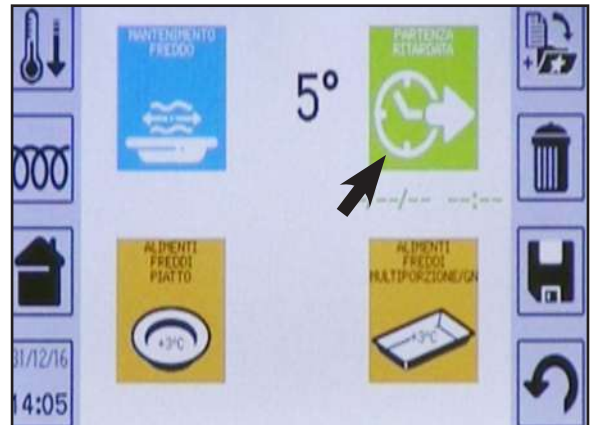 MANTENIMENTO
FREDDO
5°
PARTENZA
RITARDATA
--/-- --:--
ALIMENTI
FREDDI
PIATTO
+3°C
ALIMENTI
FREDDI
MULTIPORZIONE/GN
+3°C
31/12/16
14:05